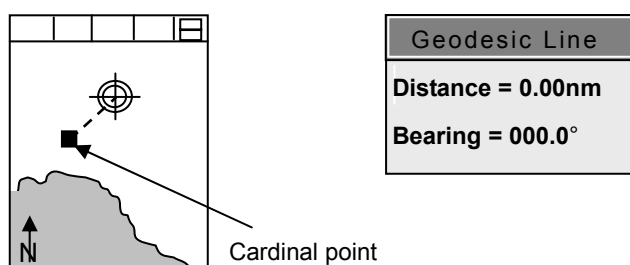 Geodesic Line
Distance = 0.00nm
Bearing = 000.0°
N
Cardinal point